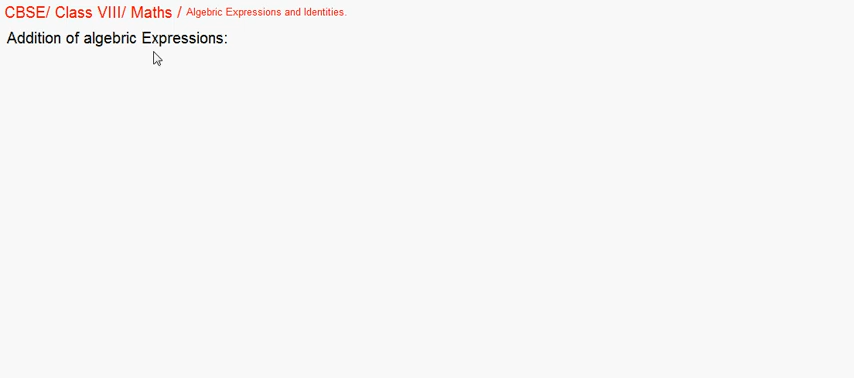 CBSE/ Class VIII/ Maths / Algebric Expressions and Identities.
Addition of algebric Expressions: